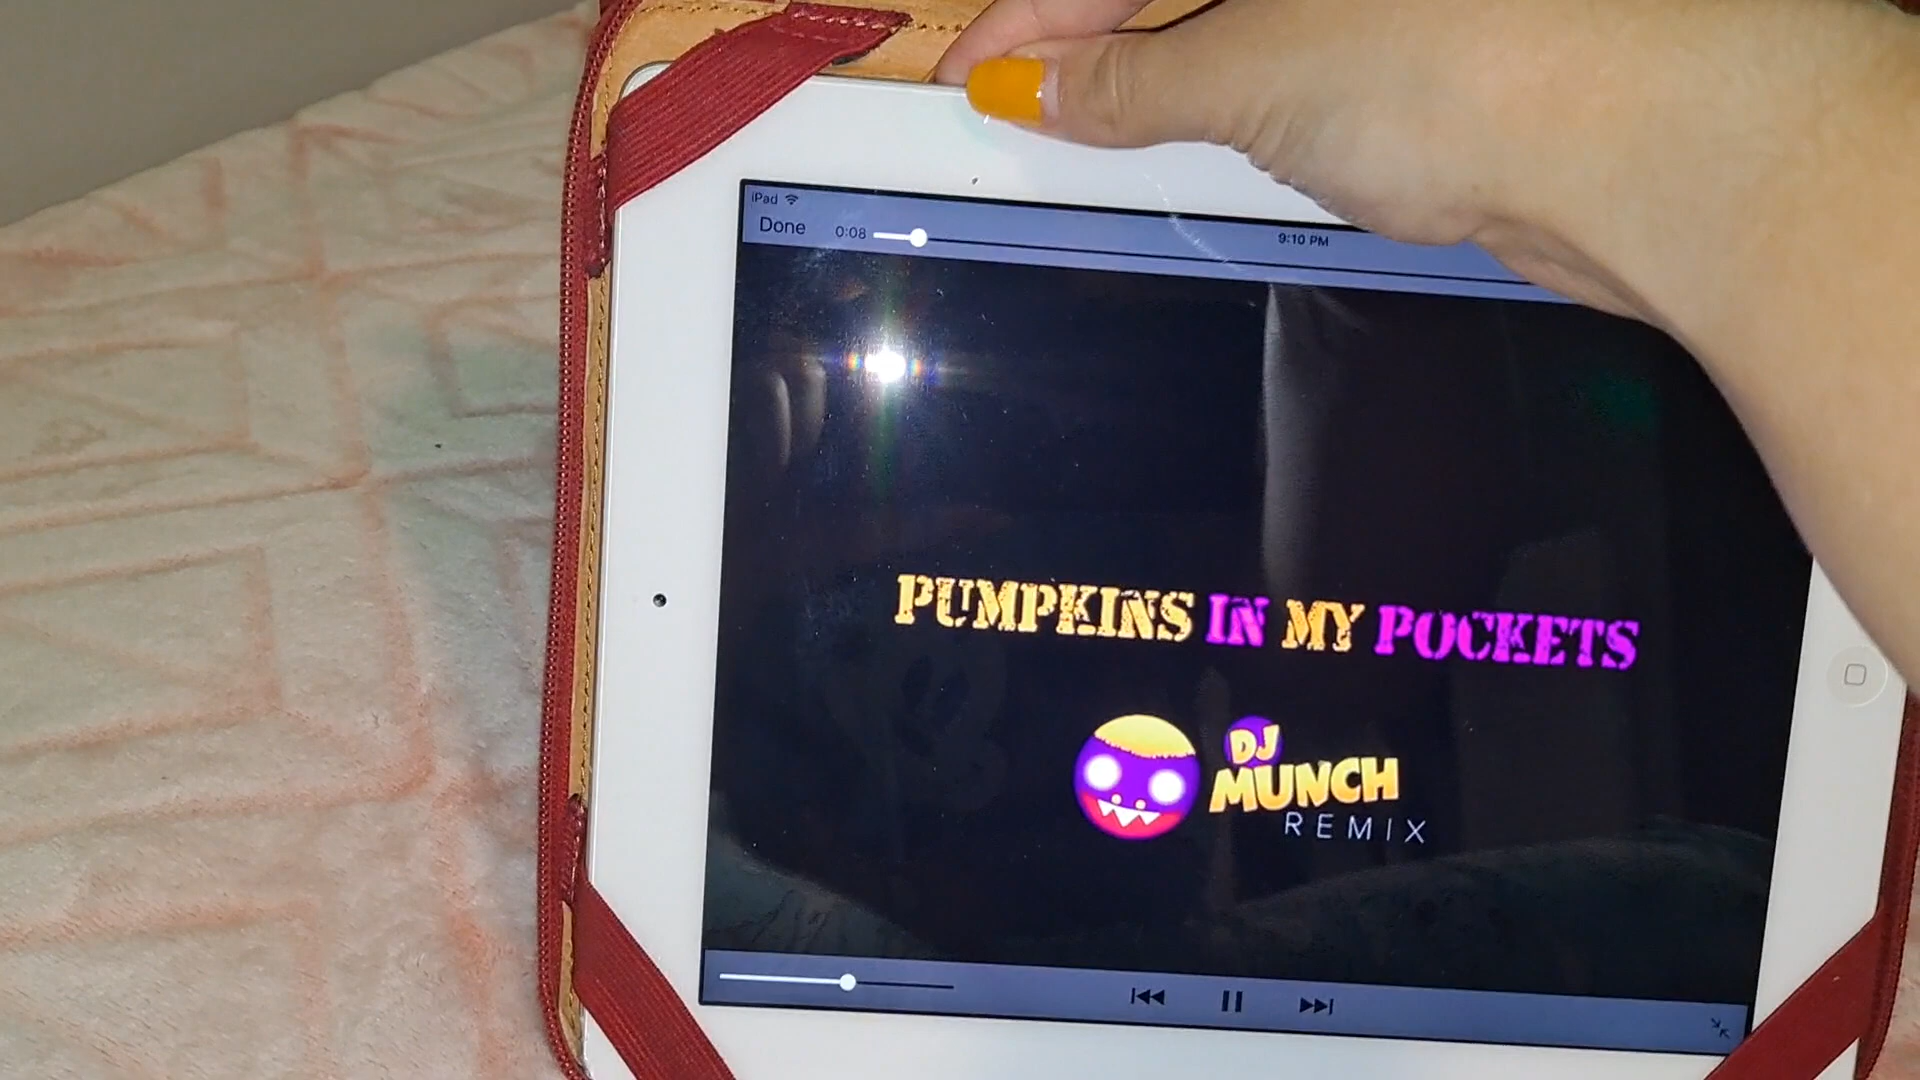 iPad
Done 0:08 9:10 PM
PUMPKINS IN MY POCKETS
DJ
MUNCH
REMIX